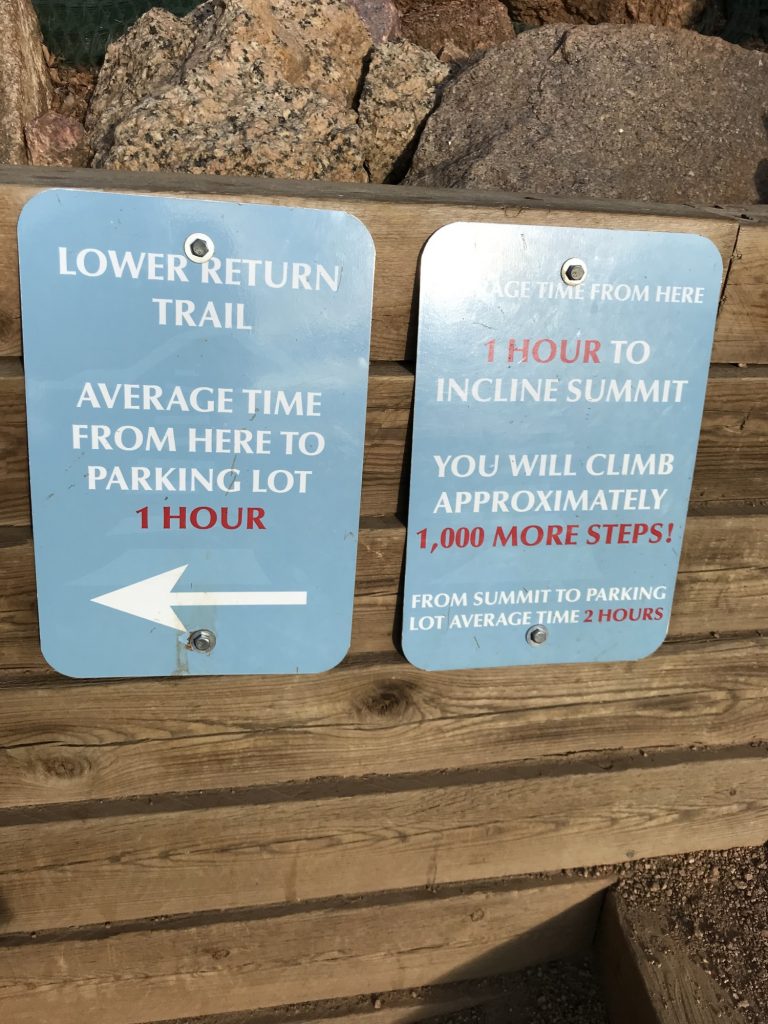 LOWER RETURN
TRAIL
AVERAGE TIME
FROM HERE TO
PARKING LOT
1 HOUR
AVERAGE TIME FROM HERE
1 HOUR TO
INCLINE SUMMIT
YOU WILL CLIMB
APPROXIMATELY
1,000 MORE STEPS!
FROM SUMMIT TO PARKING
LOT AVERAGE TIME 2 HOURS